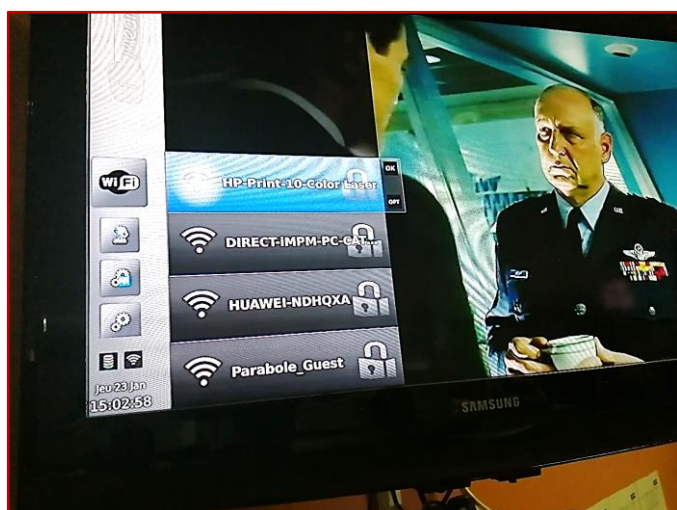 WiFi
HP-Print-10-Color Laser
OK
OPT
DIRECT-iMPM-PC-CAT...
HUAWEI-NDHQXA
Parabole_Guest
Jeu 23 Jan
15:02:58
SAMSUNG